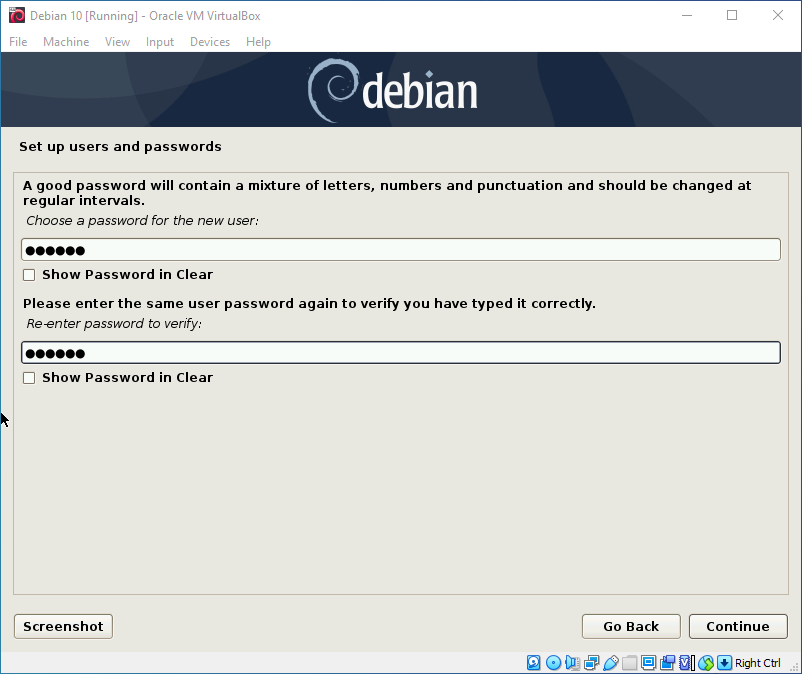 Debian 10 [Running] - Oracle VM VirtualBox
File Machine View Input Devices Help
debian
Set up users and passwords
A good password will contain a mixture of letters, numbers and punctuation and should be changed at
regular intervals.
Choose a password for the new user:
●●●●●●
Show Password in Clear
Please enter the same user password again to verify you have typed it correctly.
Re-enter password to verify:
●●●●●●
Show Password in Clear
Screenshot Go Back Continue
Right Ctrl